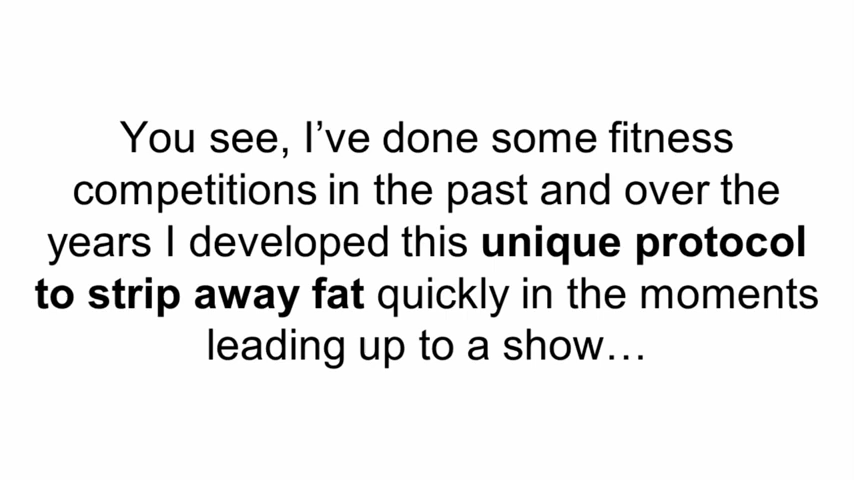 You see, I’ve done some fitness
competitions in the past and over the
years I developed this unique protocol
to strip away fat quickly in the moments
leading up to a show…